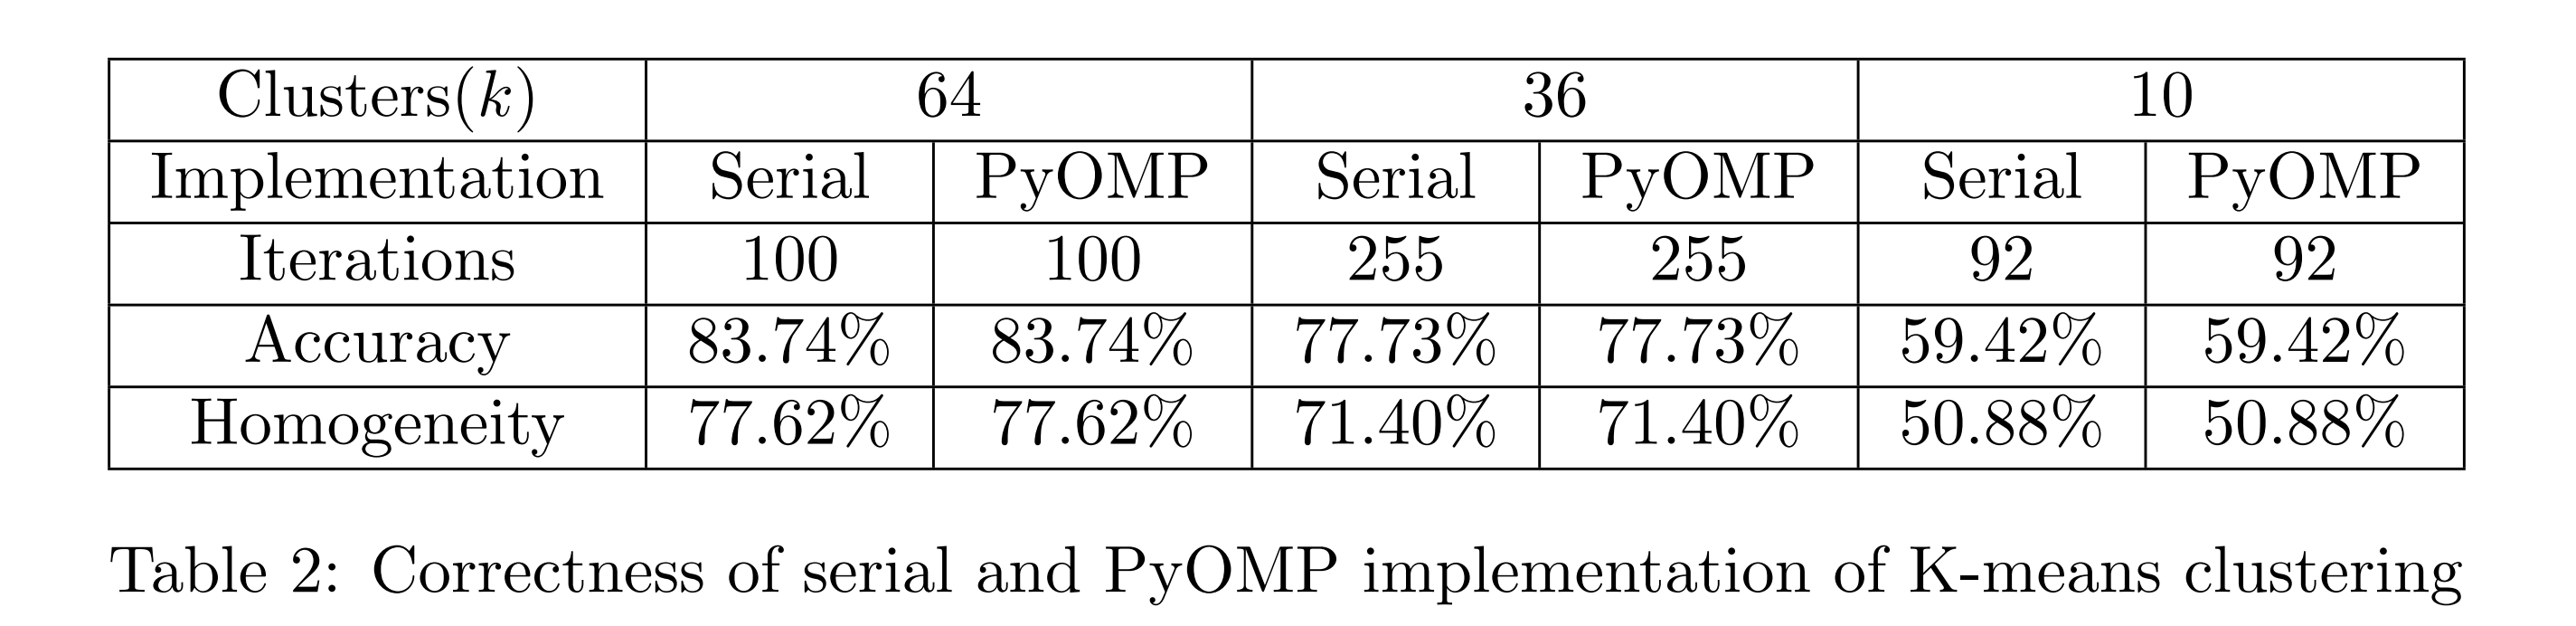 Clusters(k) 64 36 10
Implementation Serial PyOMP Serial PyOMP Serial PyOMP
Iterations 100 100 255 255 92 92
Accuracy 83.74% 83.74% 77.73% 77.73% 59.42% 59.42%
Homogeneity 77.62% 77.62% 71.40% 71.40% 50.88% 50.88%
Table 2: Correctness of serial and PyOMP implementation of K-means clustering